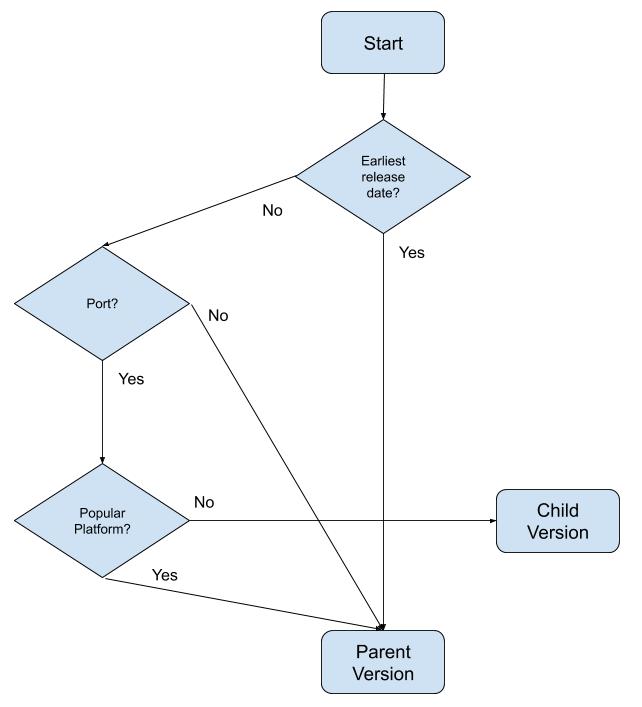 Start
Earliest
release
date?
No
Yes
Port?
No
Yes
Popular
Platform?
No
Yes
Child
Version
Parent
Version